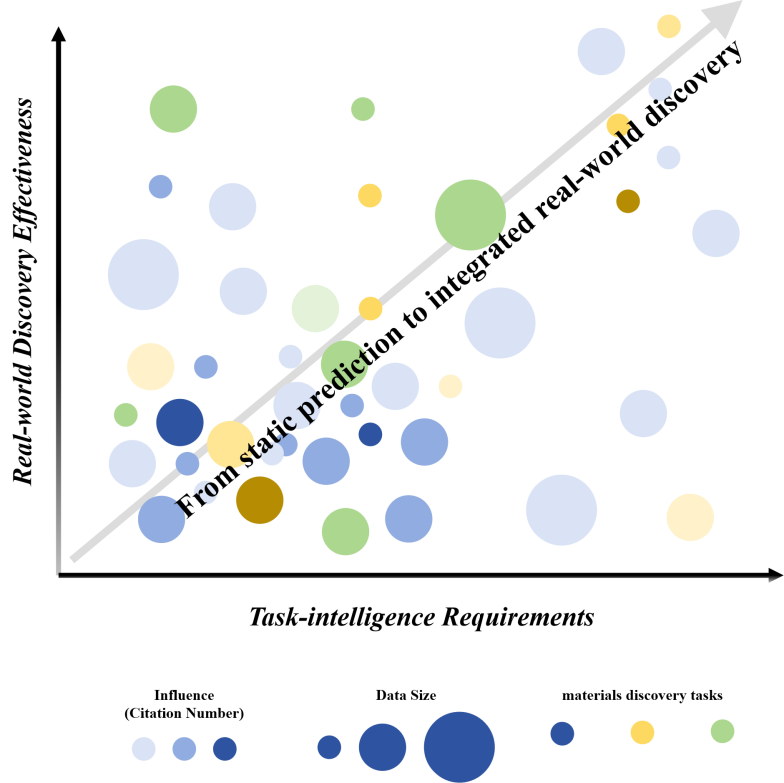 Real-world Discovery Effectiveness
From static prediction to integrated real-world discovery
Task-intelligence Requirements
Influence
(Citation Number)
Data Size
materials discovery tasks